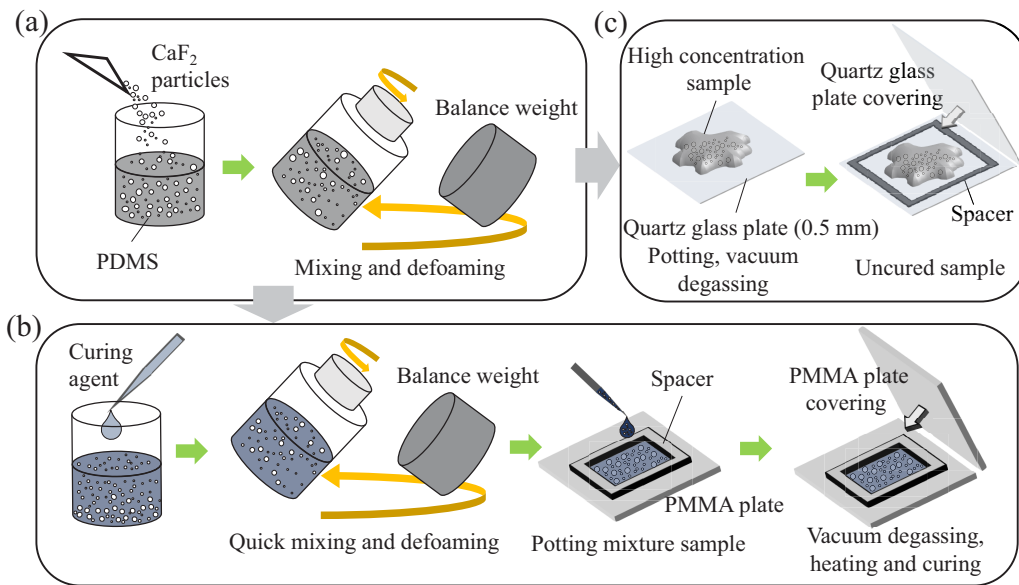 (a)
CaF₂
particles
PDMS
Balance weight
Mixing and defoaming
(c)
High concentration
sample
Quartz glass
plate covering
Spacer
Quartz glass plate (0.5 mm)
Potting, vacuum
degassing
Uncured sample
(b)
Curing
agent
Balance weight
Quick mixing and defoaming
Spacer
PMMA plate
Potting mixture sample
PMMA plate
covering
Vacuum degassing,
heating and curing